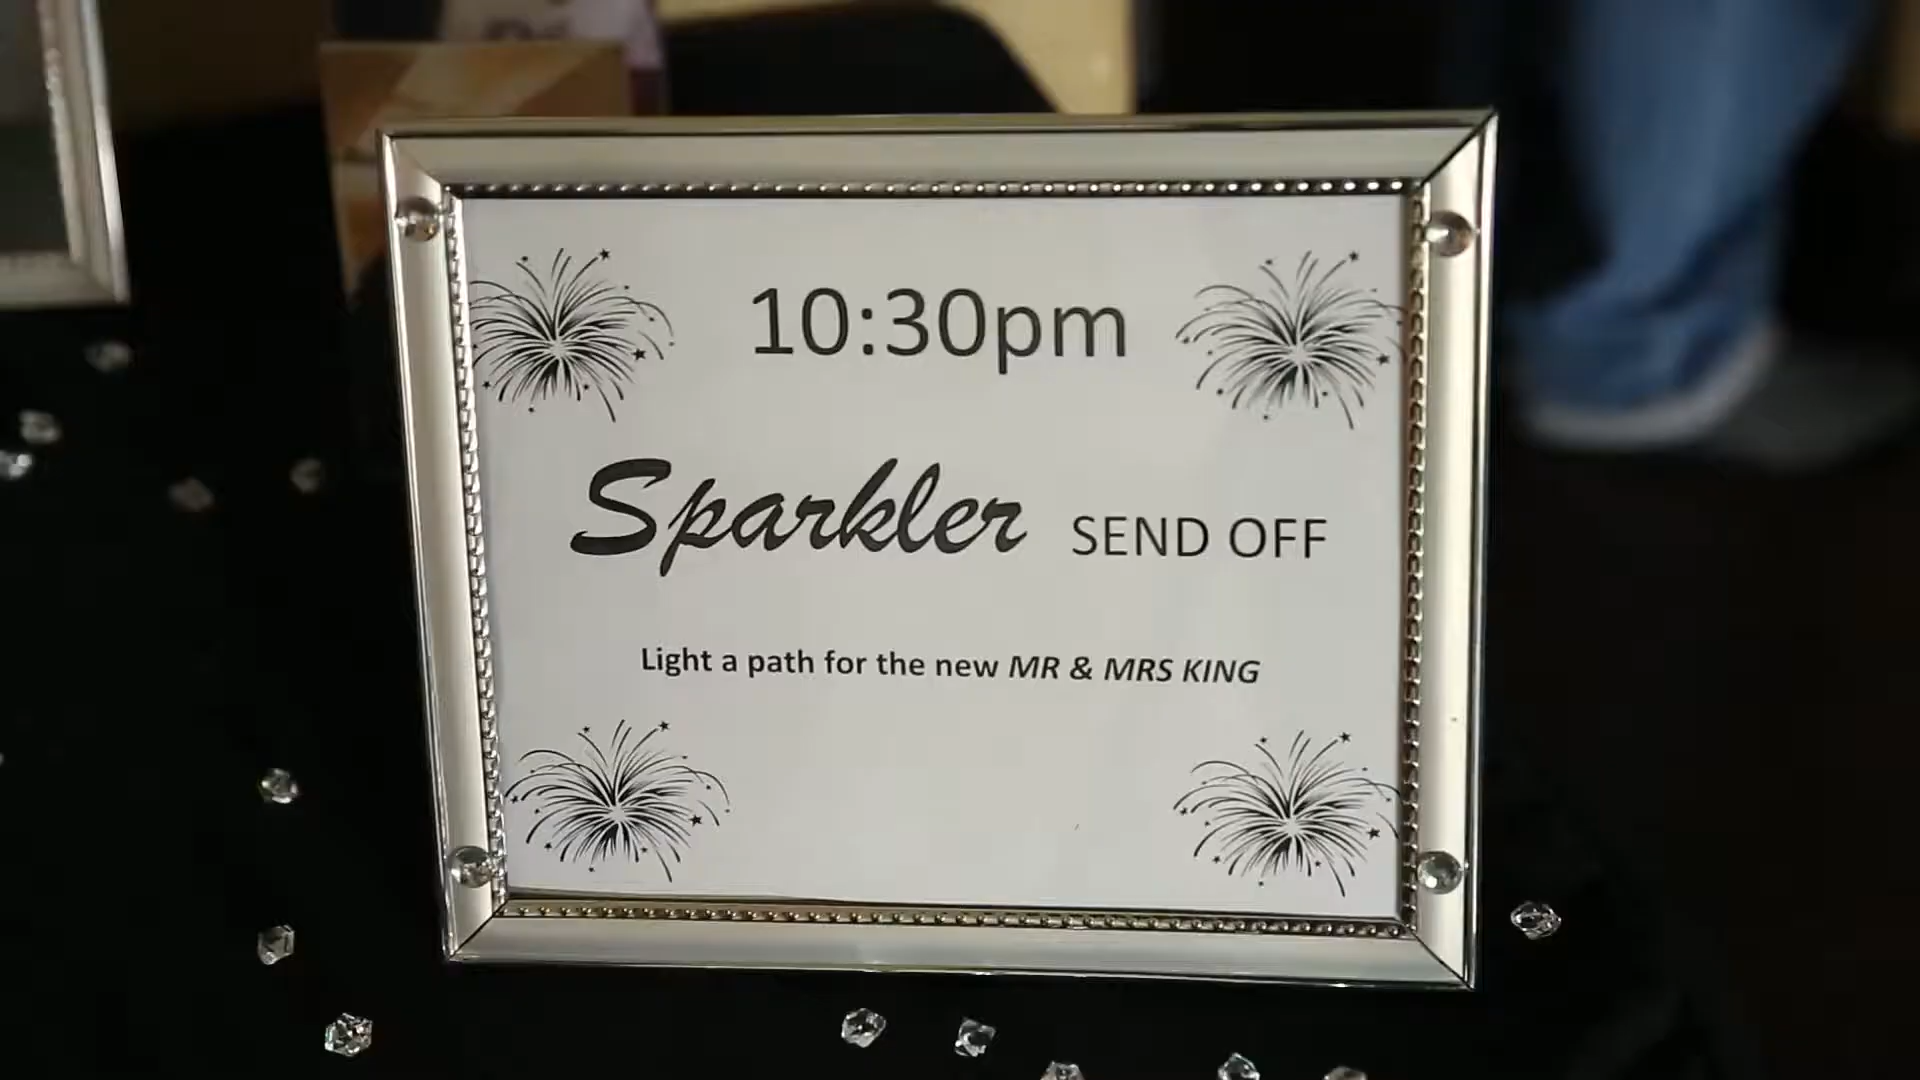 10:30pm
Sparkler SEND OFF
Light a path for the new MR & MRS KING